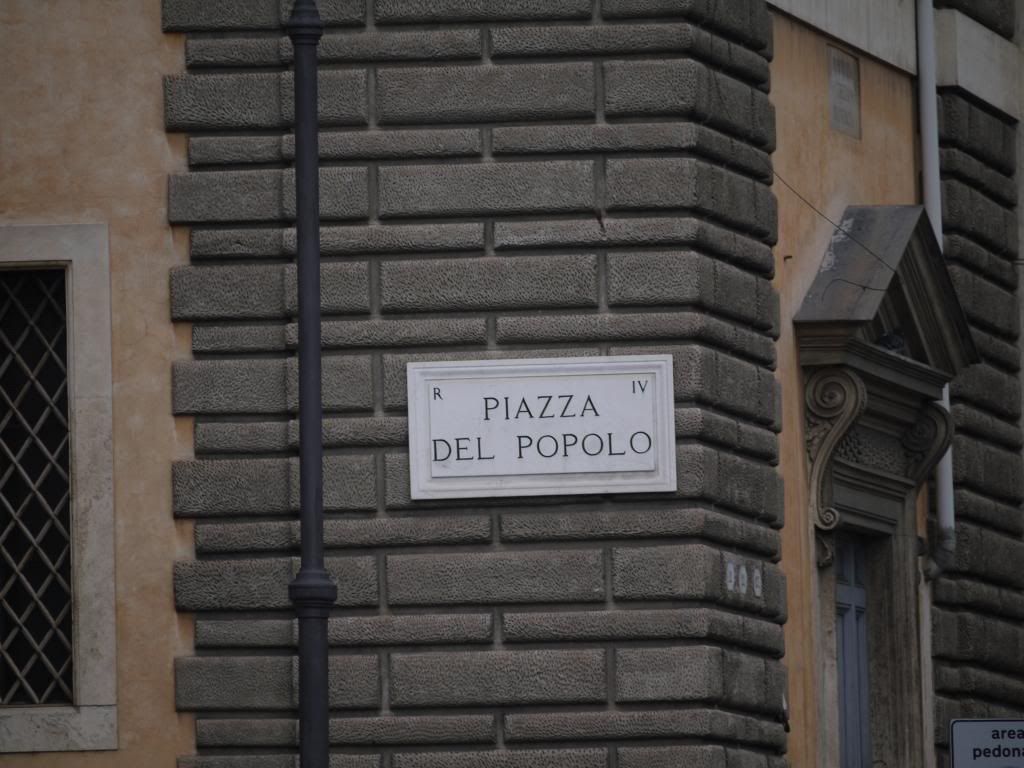 R IV
PIAZZA
DEL POPOLO
area
pedona